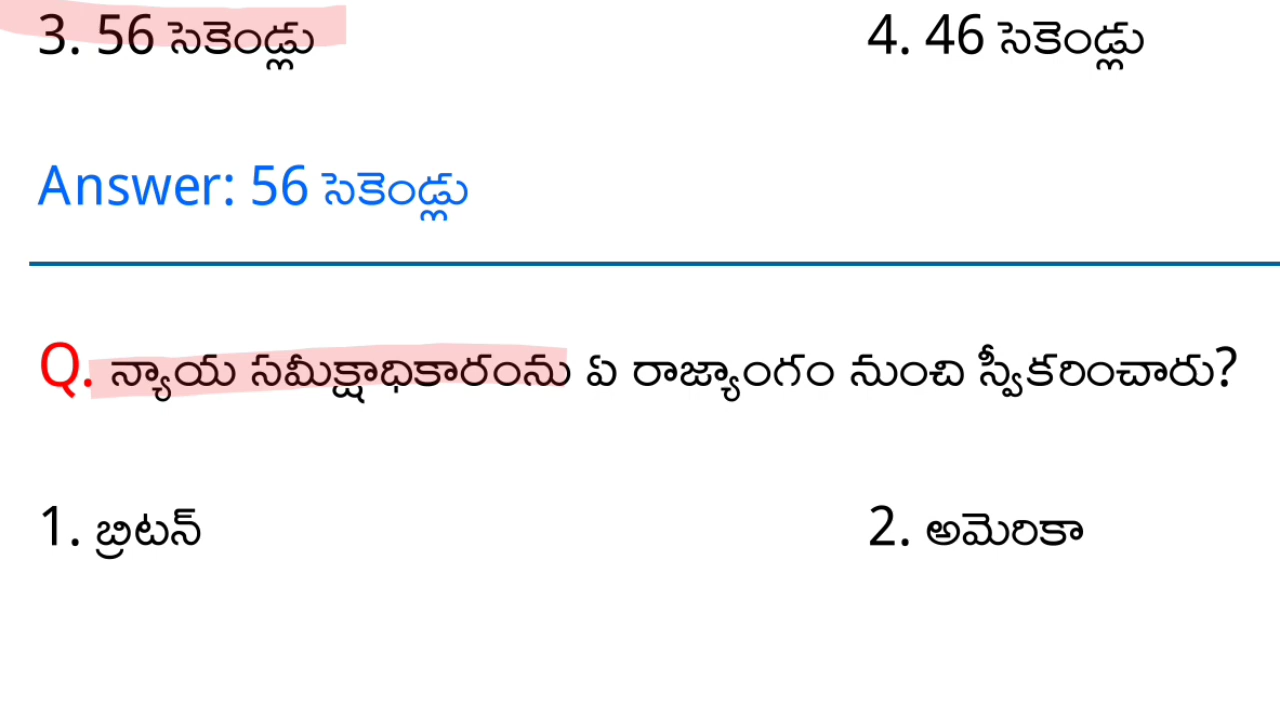 3. 56 సెకెండ్లు 4. 46 సెకెండ్లు
Answer: 56 సెకెండ్లు
Q. న్యాయ సమీక్షాధికారంను ఏ రాజ్యాంగం నుంచి స్వీకరించారు?
1. బ్రిటన్ 2. అమెరికా